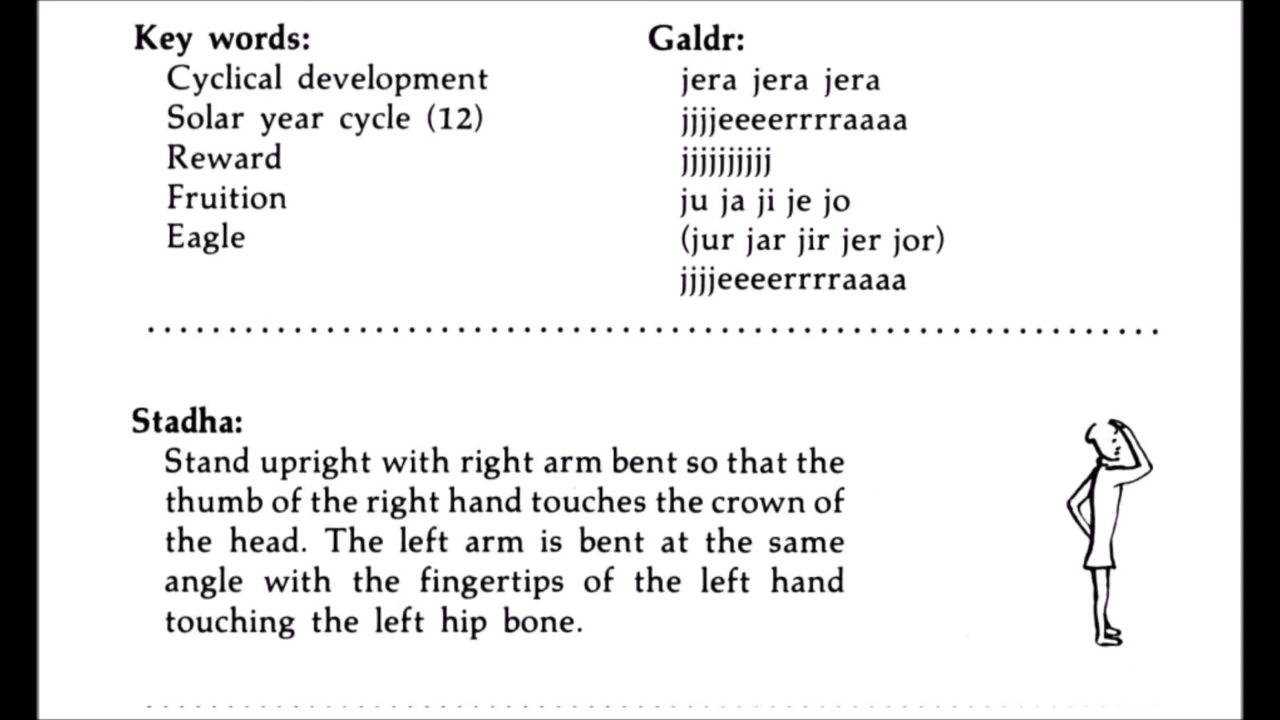 Key words:
Cyclical development
Solar year cycle (12)
Reward
Fruition
Eagle
Galdr:
jera jera jera
jjjjeeeerrrraaaa
jjjjjjjjjj
ju ja ji je jo
(jur jar jir jer jor)
jjjjeeeerrrraaaa
Stadha:
Stand upright with right arm bent so that the
thumb of the right hand touches the crown of
the head. The left arm is bent at the same
angle with the fingertips of the left hand
touching the left hip bone.